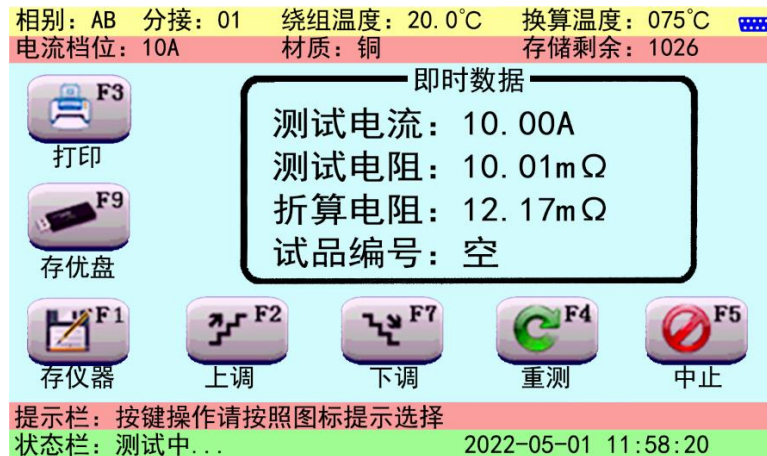 相别：AB 分接：01 绕组温度：20.0℃ 换算温度：075℃
电流档位：10A 材质：铜 存储剩余：1026
即时数据
F3
打印
测试电流：10.00A
测试电阻：10.01mΩ
F9
存优盘
折算电阻：12.17mΩ
试品编号：空
F1 F2 F7 F4 F5
存仪器 上调 下调 重测 中止
提示栏：按键操作请按照图标提示选择
状态栏：测试中... 2022-05-01 11:58:20